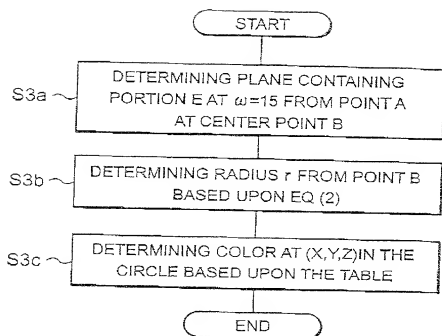 START
S3a
DETERMINING PLANE CONTAINING
PORTION E AT ω=15 FROM POINT A
AT CENTER POINT B
S3b
DETERMINING RADIUS r FROM POINT B
BASED UPON EQ (2)
S3c
DETERMINING COLOR AT (X,Y,Z)IN THE
CIRCLE BASED UPON THE TABLE
END